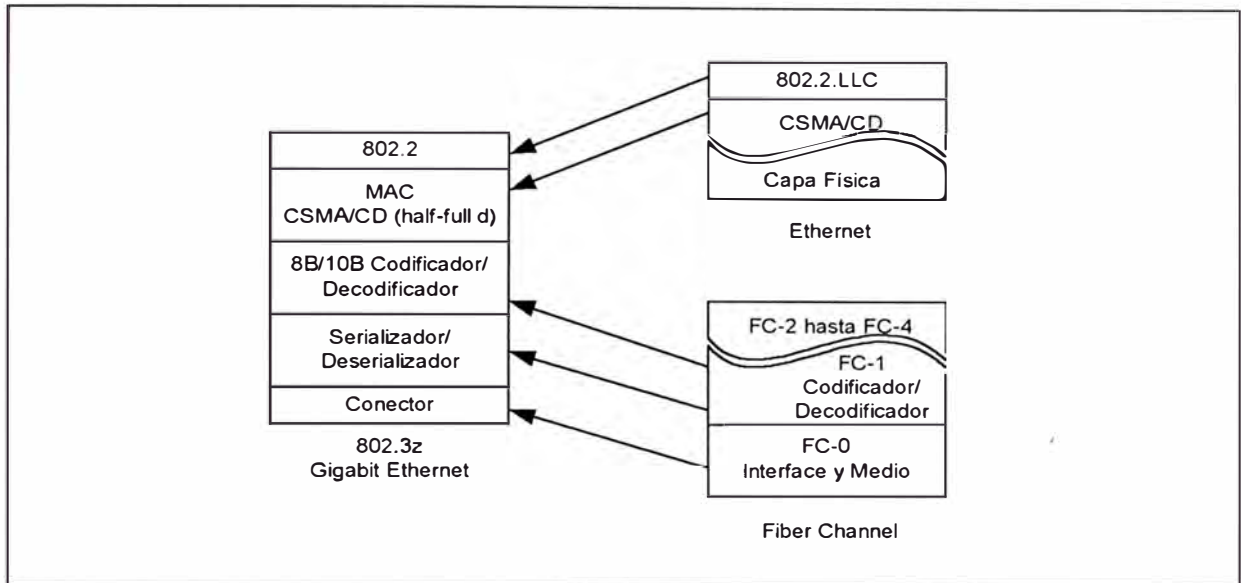 802.2
MAC
CSMA/CD (half-full d)
8B/10B Codificador/
Decodificador
Serializador/
Deserializador
Conector
802.3z
Gigabit Ethernet
802.2.LLC
CSMA/CD
Capa Física
Ethernet
FC-2 hasta FC-4
FC-1
Codificador/
Decodificador
FC-0
Interface y Medio
Fiber Channel